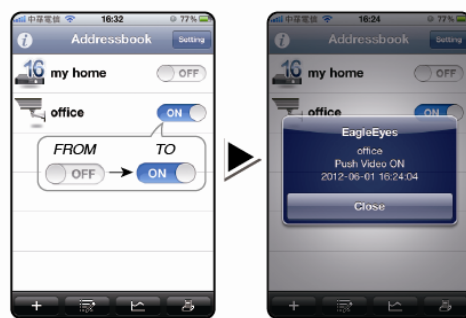 中華電信 16:32 77%
Addressbook Setting
16 my home OFF
office ON
FROM TO
OFF ON
中華電信 16:24 77%
Addressbook Setting
16 my home OFF
office ON
EagleEyes
office
Push Video ON
2012-06-01 16:24:04
Close